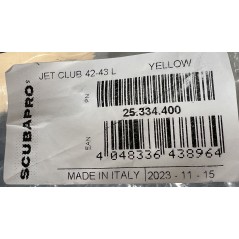 JET CLUB 42-43 L YELLOW
SCUBAPRO®
PN
25.334.400
EAN
4 048336 438964
MADE IN ITALY 2023 - 11 - 15